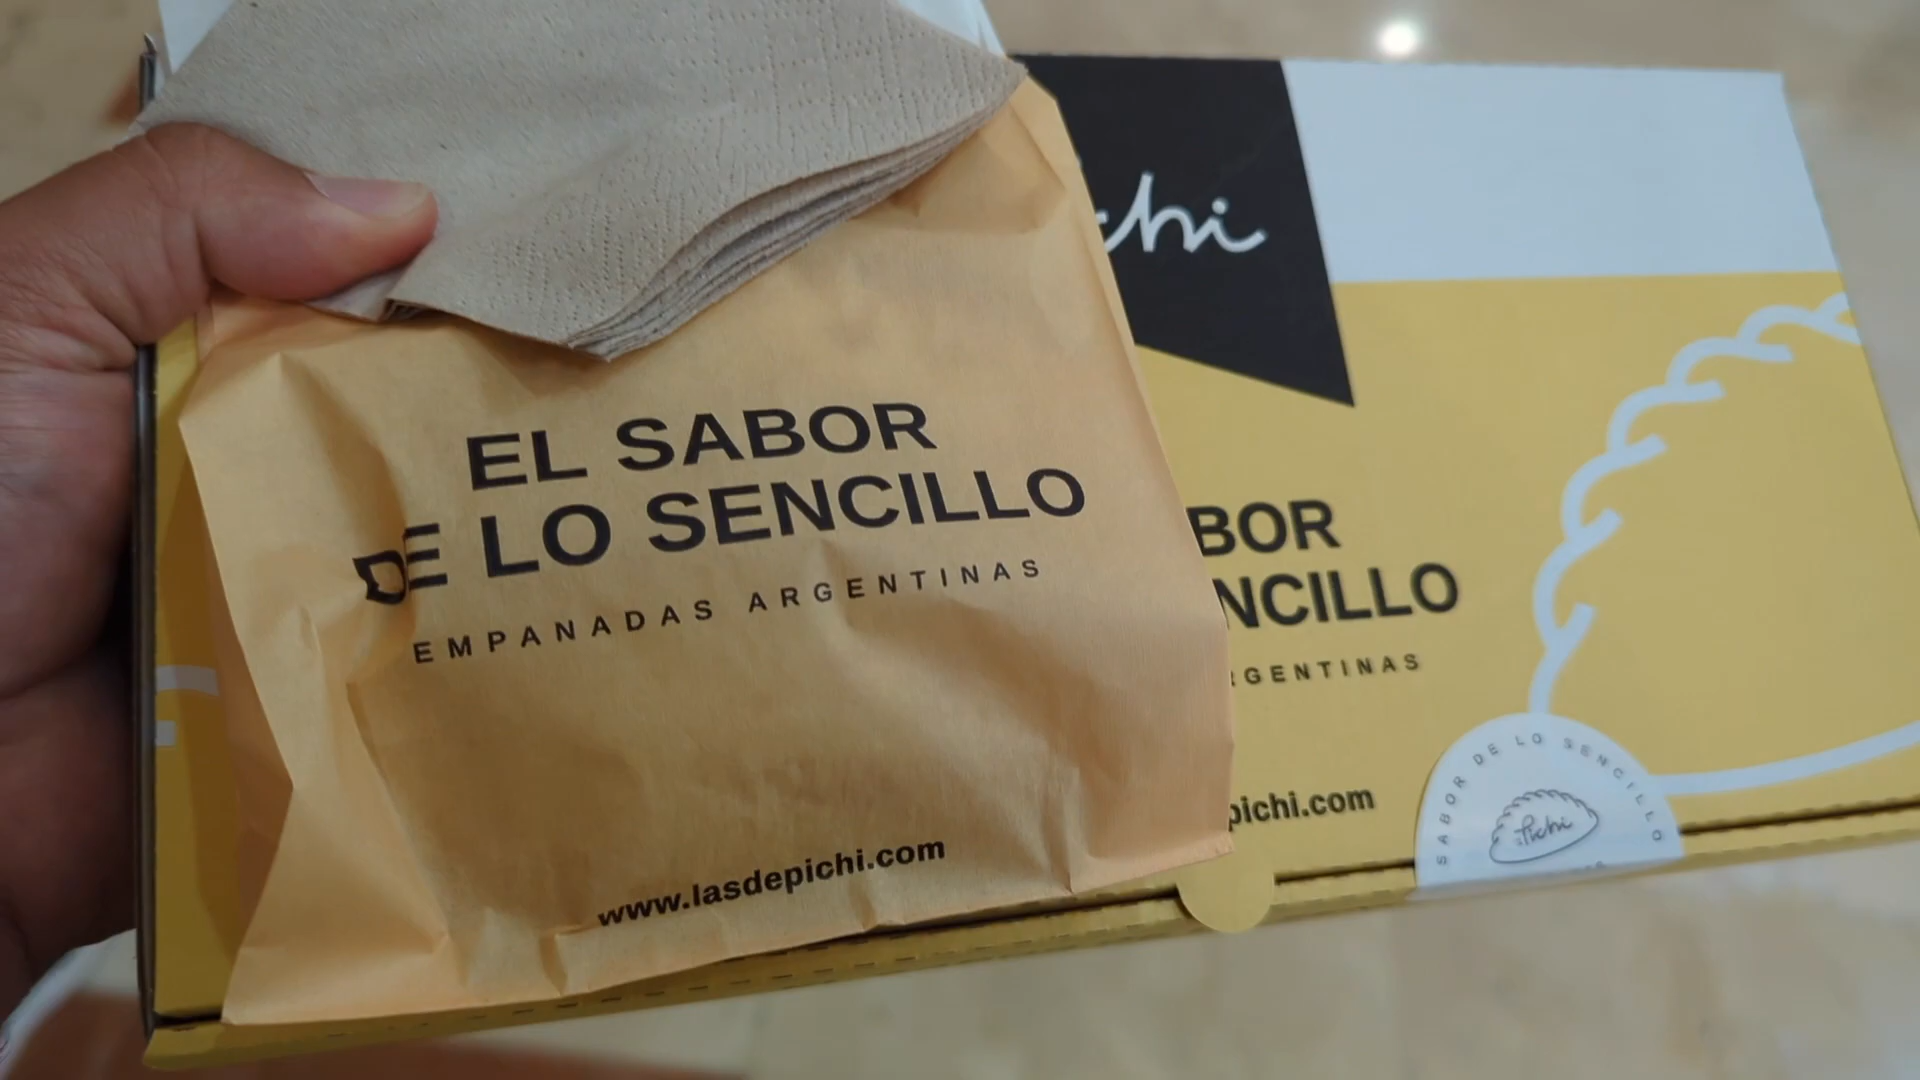 EL SABOR
DE LO SENCILLO
EMPANADAS ARGENTINAS
www.lasdepichi.com
chi
BOR
NCILLO
RGENTINAS
pichi.com
SABOR DE LO SENCILLO
Pichi